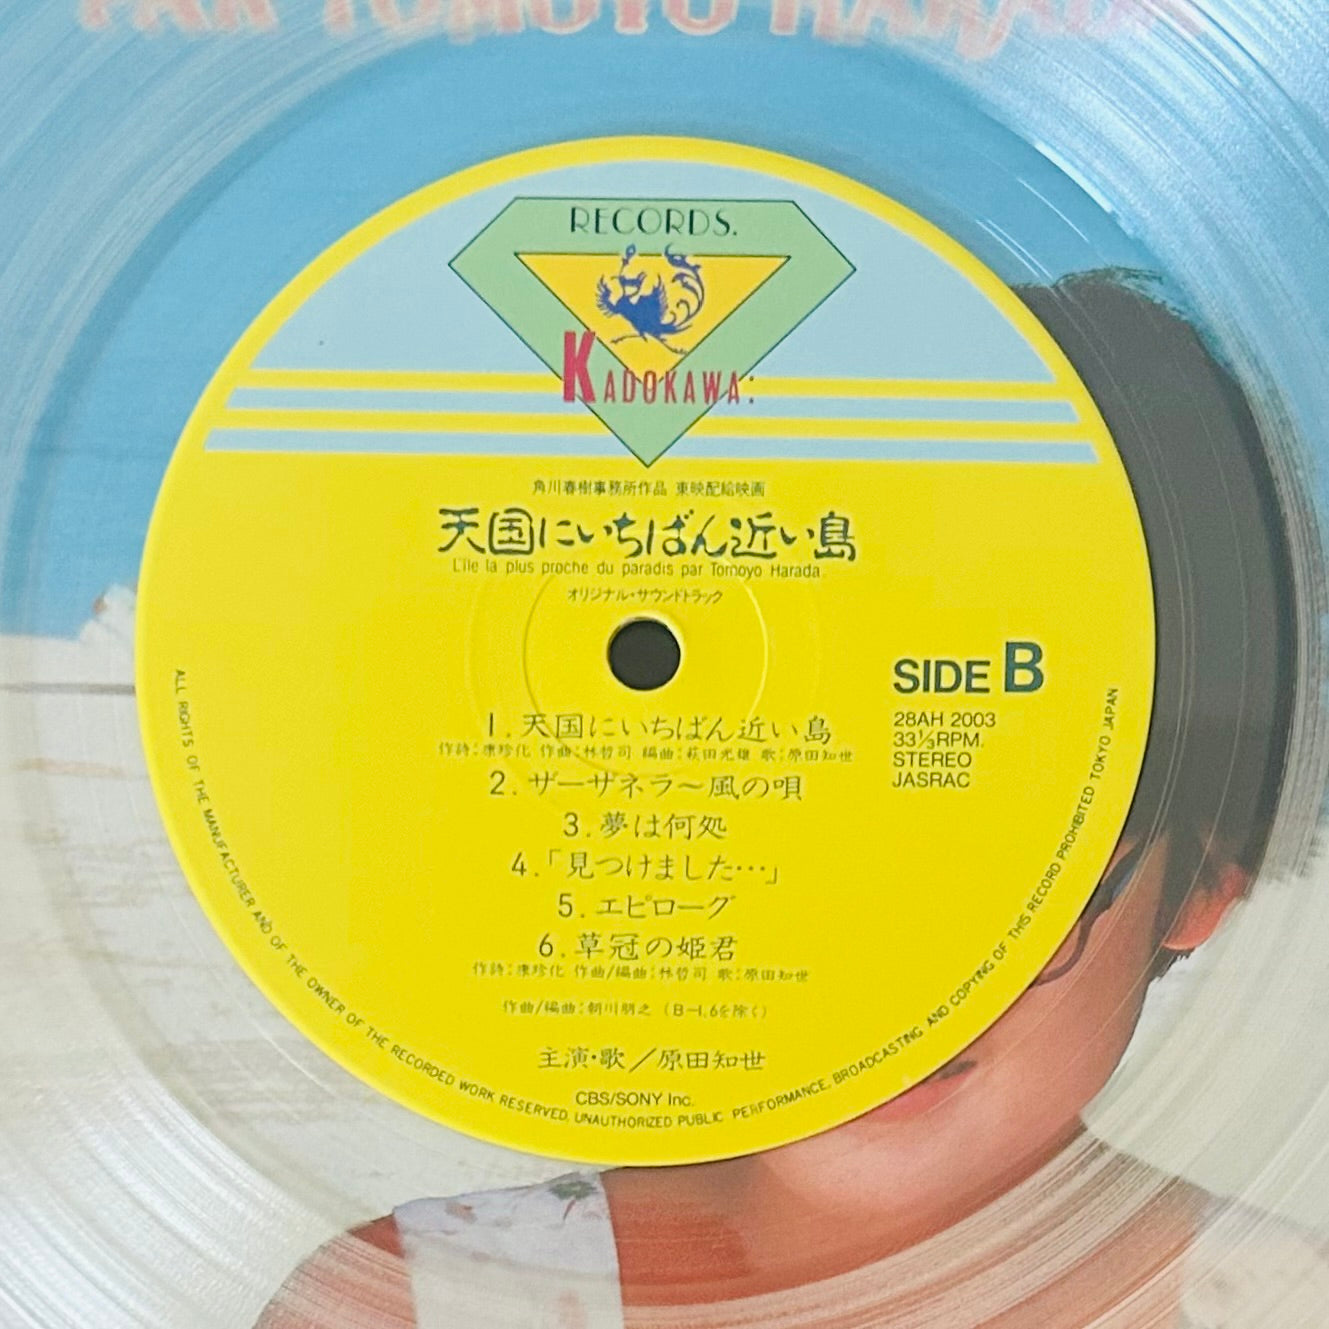 PAR TOMOYO HARADA
RECORDS.
KADOKAWA:
角川春樹事務所作品 東映配給映画
天国にいちばん近い島
L'ile la plus proche du paradis par Tomoyo Harada.
オリジナル・サウンドトラック
SIDE B
28AH 2003
33⅓RPM.
STEREO
JASRAC
1.天国にいちばん近い島
作詩:康珍化 作曲:林哲司 編曲:萩田光雄 歌:原田知世
2.ザーザネラ〜風の唄
3.夢は何処
4.「見つけました…」
5.エピローグ
6.草冠の姫君
作詩:康珍化 作曲/編曲:林哲司 歌:原田知世
作曲/編曲:朝川朋之 (B-1,6を除く)
主演・歌/原田知世
CBS/SONY Inc.
ALL RIGHTS OF THE MANUFACTURER AND OF THE OWNER OF THE RECORDED WORK RESERVED, UNAUTHORIZED PUBLIC PERFORMANCE, BROADCASTING AND COPYING OF THIS RECORD PROHIBITED TOKYO JAPAN